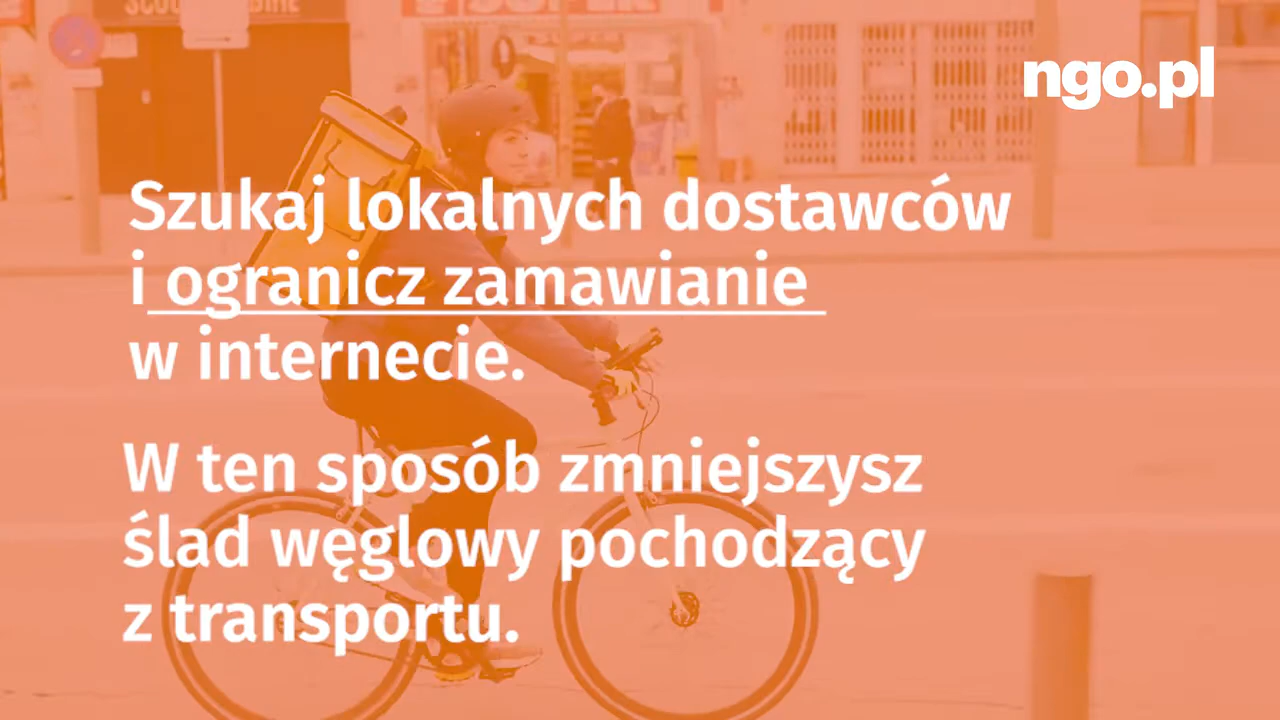 ngo.pl
Szukaj lokalnych dostawców
i ogranicz zamawianie
w internecie.
W ten sposób zmniejszysz
ślad węglowy pochodzący
z transportu.